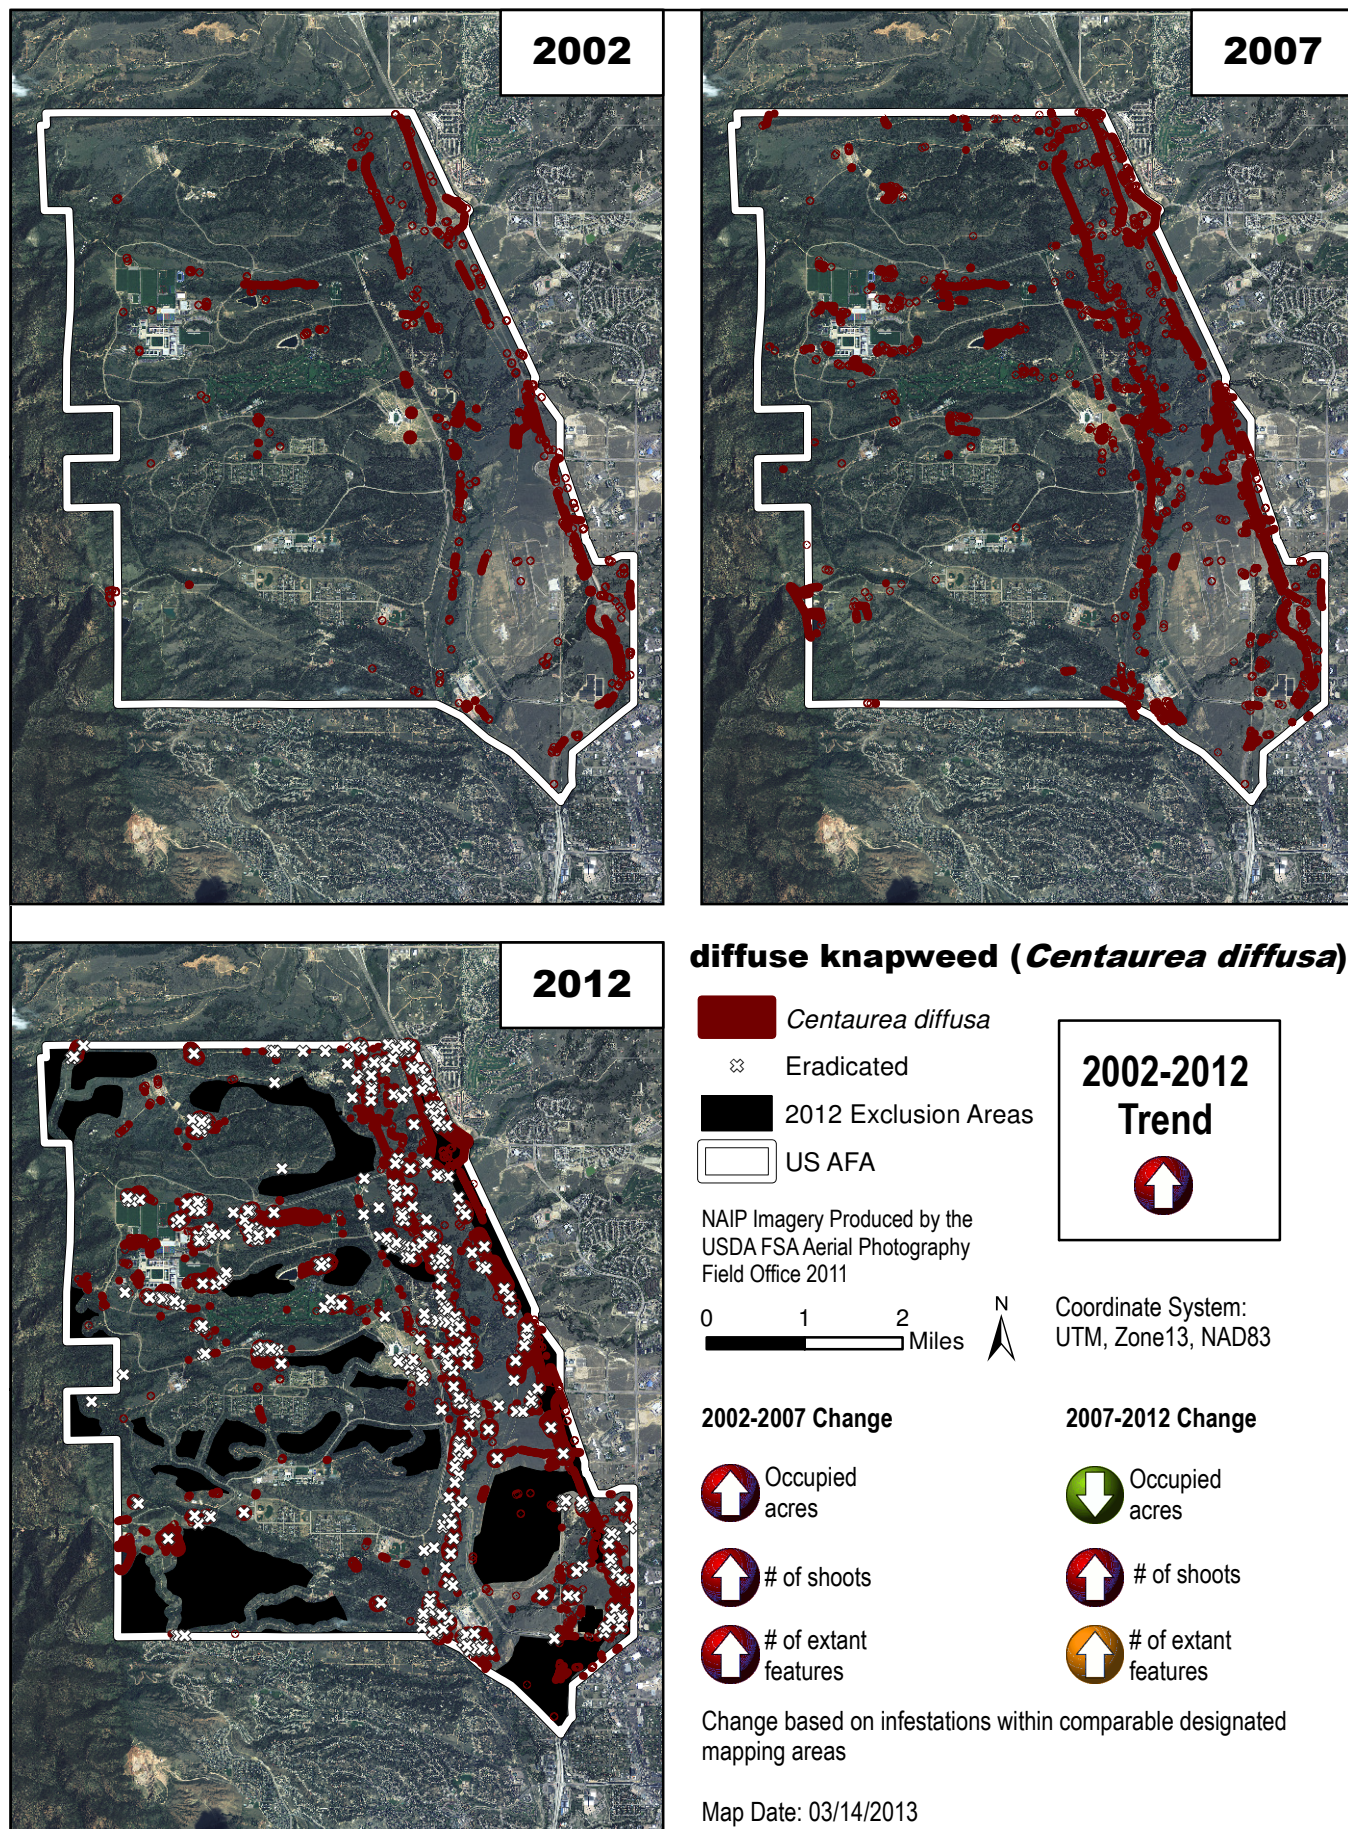 2002
2007
2012
diffuse knapweed (Centaurea diffusa)
Centaurea diffusa
Eradicated
2012 Exclusion Areas
US AFA
2002-2012
Trend
NAIP Imagery Produced by the
USDA FSA Aerial Photography
Field Office 2011
0 1 2
Miles
N
Coordinate System:
UTM, Zone13, NAD83
2002-2007 Change
Occupied
acres
# of shoots
# of extant
features
2007-2012 Change
Occupied
acres
# of shoots
# of extant
features
Change based on infestations within comparable designated
mapping areas
Map Date: 03/14/2013